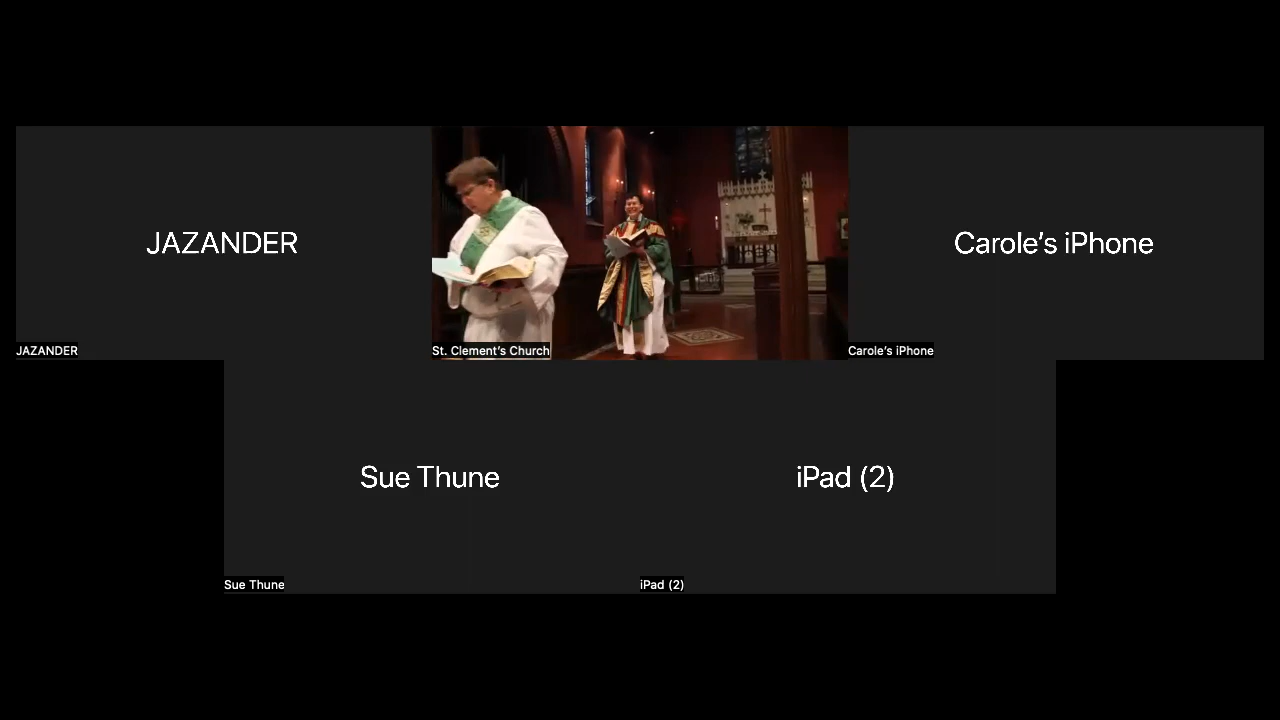 JAZANDER
Carole’s iPhone
JAZANDER
St. Clement’s Church
Carole’s iPhone
Sue Thune
iPad (2)
Sue Thune
iPad (2)